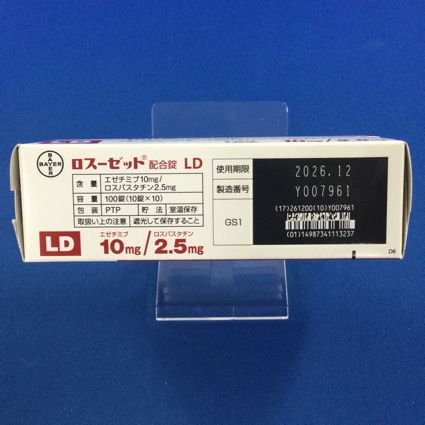 BAYER
BAYER
ロスーゼット® 配合錠 LD
含量 エゼチミブ10mg/
ロスバスタチン2.5mg
容量 100錠(10錠×10)
包装 PTP 貯法 室温保存
取扱い上の注意 遮光して保存すること
LD
エゼチミブ ロスバスタチン
10mg/2.5mg
使用期限 2026.12
製造番号 Y007961
GS1
(17)261200(10)Y007961
(01)14987341113237
D6